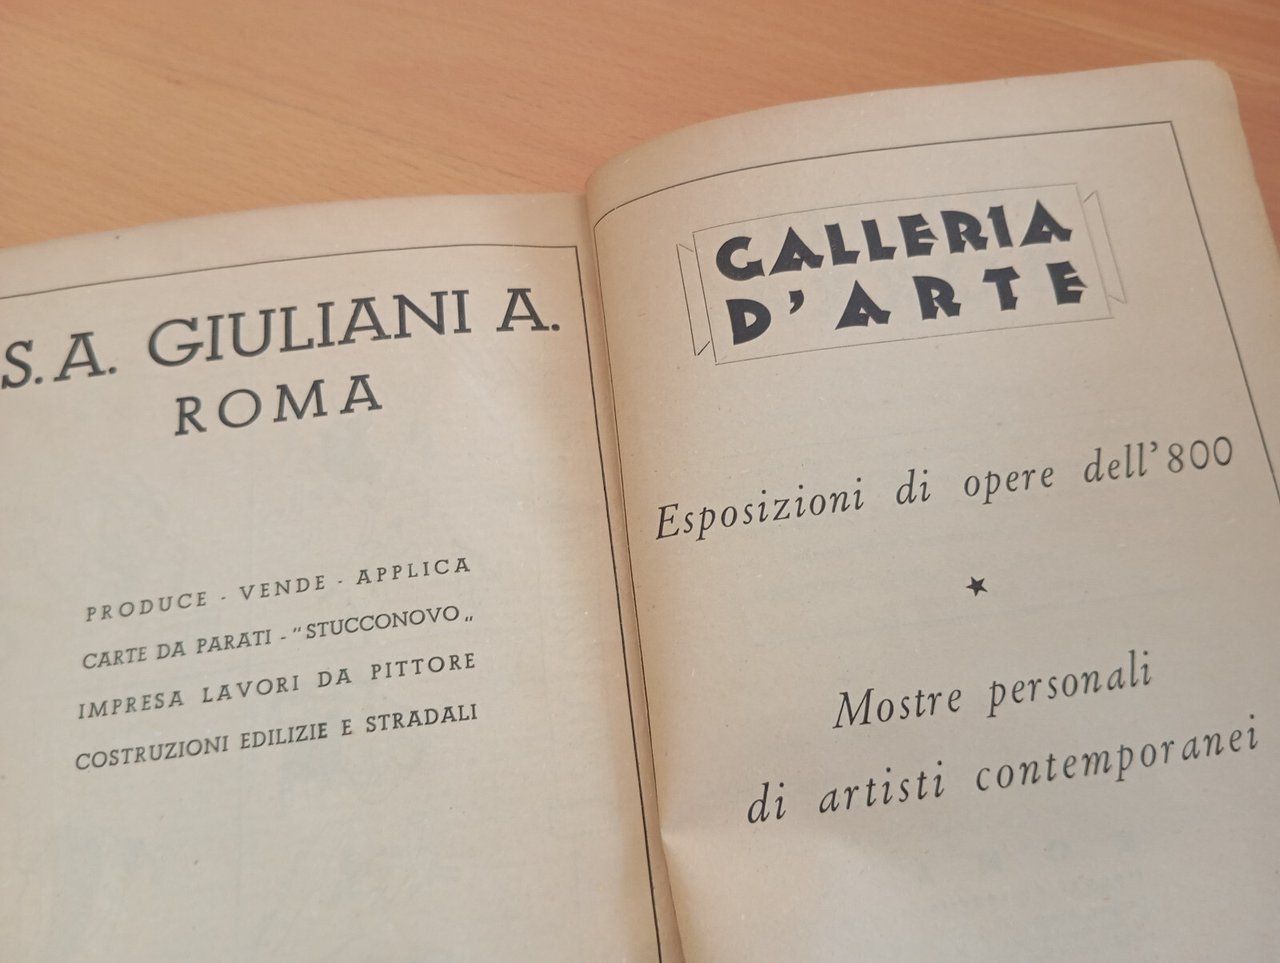 S. A. GIULIANI A.
ROMA
PRODUCE - VENDE - APPLICA
CARTE DA PARATI - "STUCCONOVO„
IMPRESA LAVORI DA PITTORE
COSTRUZIONI EDILIZIE E STRADALI
GALLERIA
D'ARTE
Esposizioni di opere dell'800
Mostre personali
di artisti contemporanei